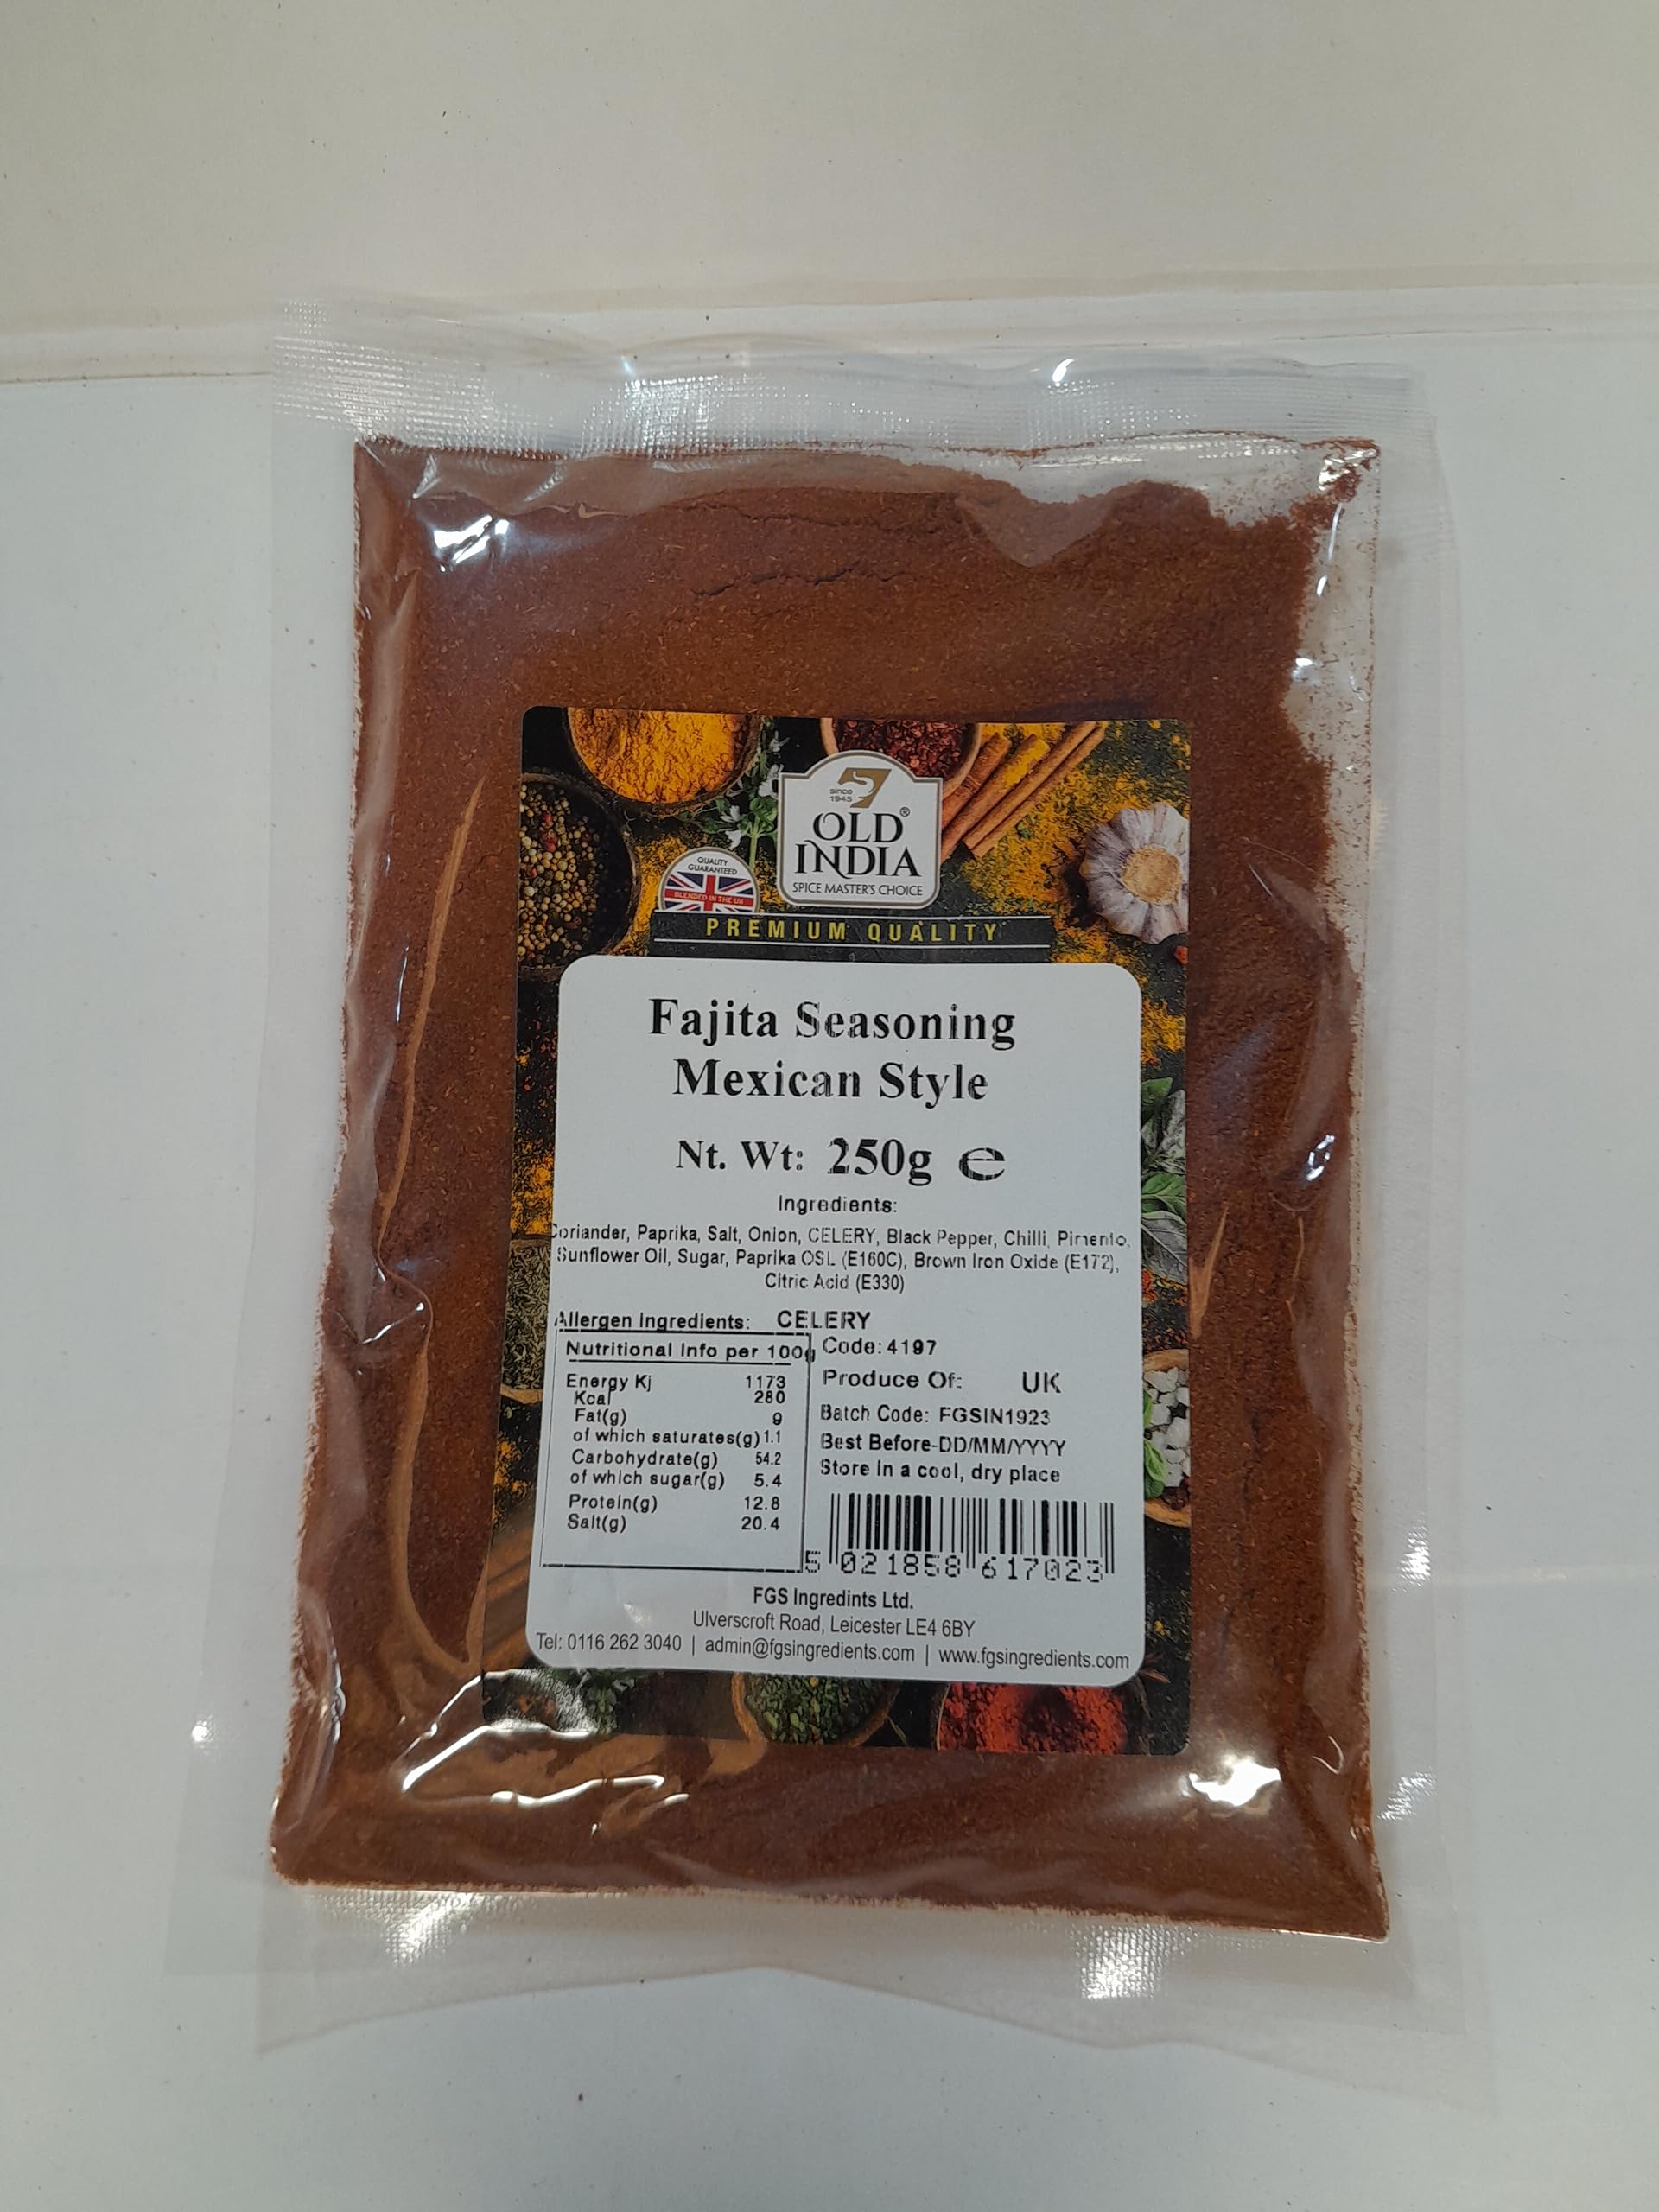 since
1945
OLD®
INDIA
SPICE MASTER'S CHOICE
QUALITY
GUARANTEED
BLENDED IN THE UK
PREMIUM QUALITY
Fajita Seasoning
Mexican Style
Nt. Wt: 250g ℮
Ingredients:
Coriander, Paprika, Salt, Onion, CELERY, Black Pepper, Chilli, Pimento,
Sunflower Oil, Sugar, Paprika OSL (E160C), Brown Iron Oxide (E172),
Citric Acid (E330)
Allergen Ingredients: CELERY
Nutritional Info per 100g
Energy Kj 1173
Kcal 280
Fat(g) 9
of which saturates(g) 1.1
Carbohydrate(g) 54.2
of which sugar(g) 5.4
Protein(g) 12.8
Salt(g) 20.4
Code: 4197
Produce Of: UK
Batch Code: FGSIN1923
Best Before-DD/MM/YYYY
Store in a cool, dry place
5 021858 617023
FGS Ingredints Ltd.
Ulverscroft Road, Leicester LE4 6BY
Tel: 0116 262 3040 | admin@fgsingredients.com | www.fgsingredients.com